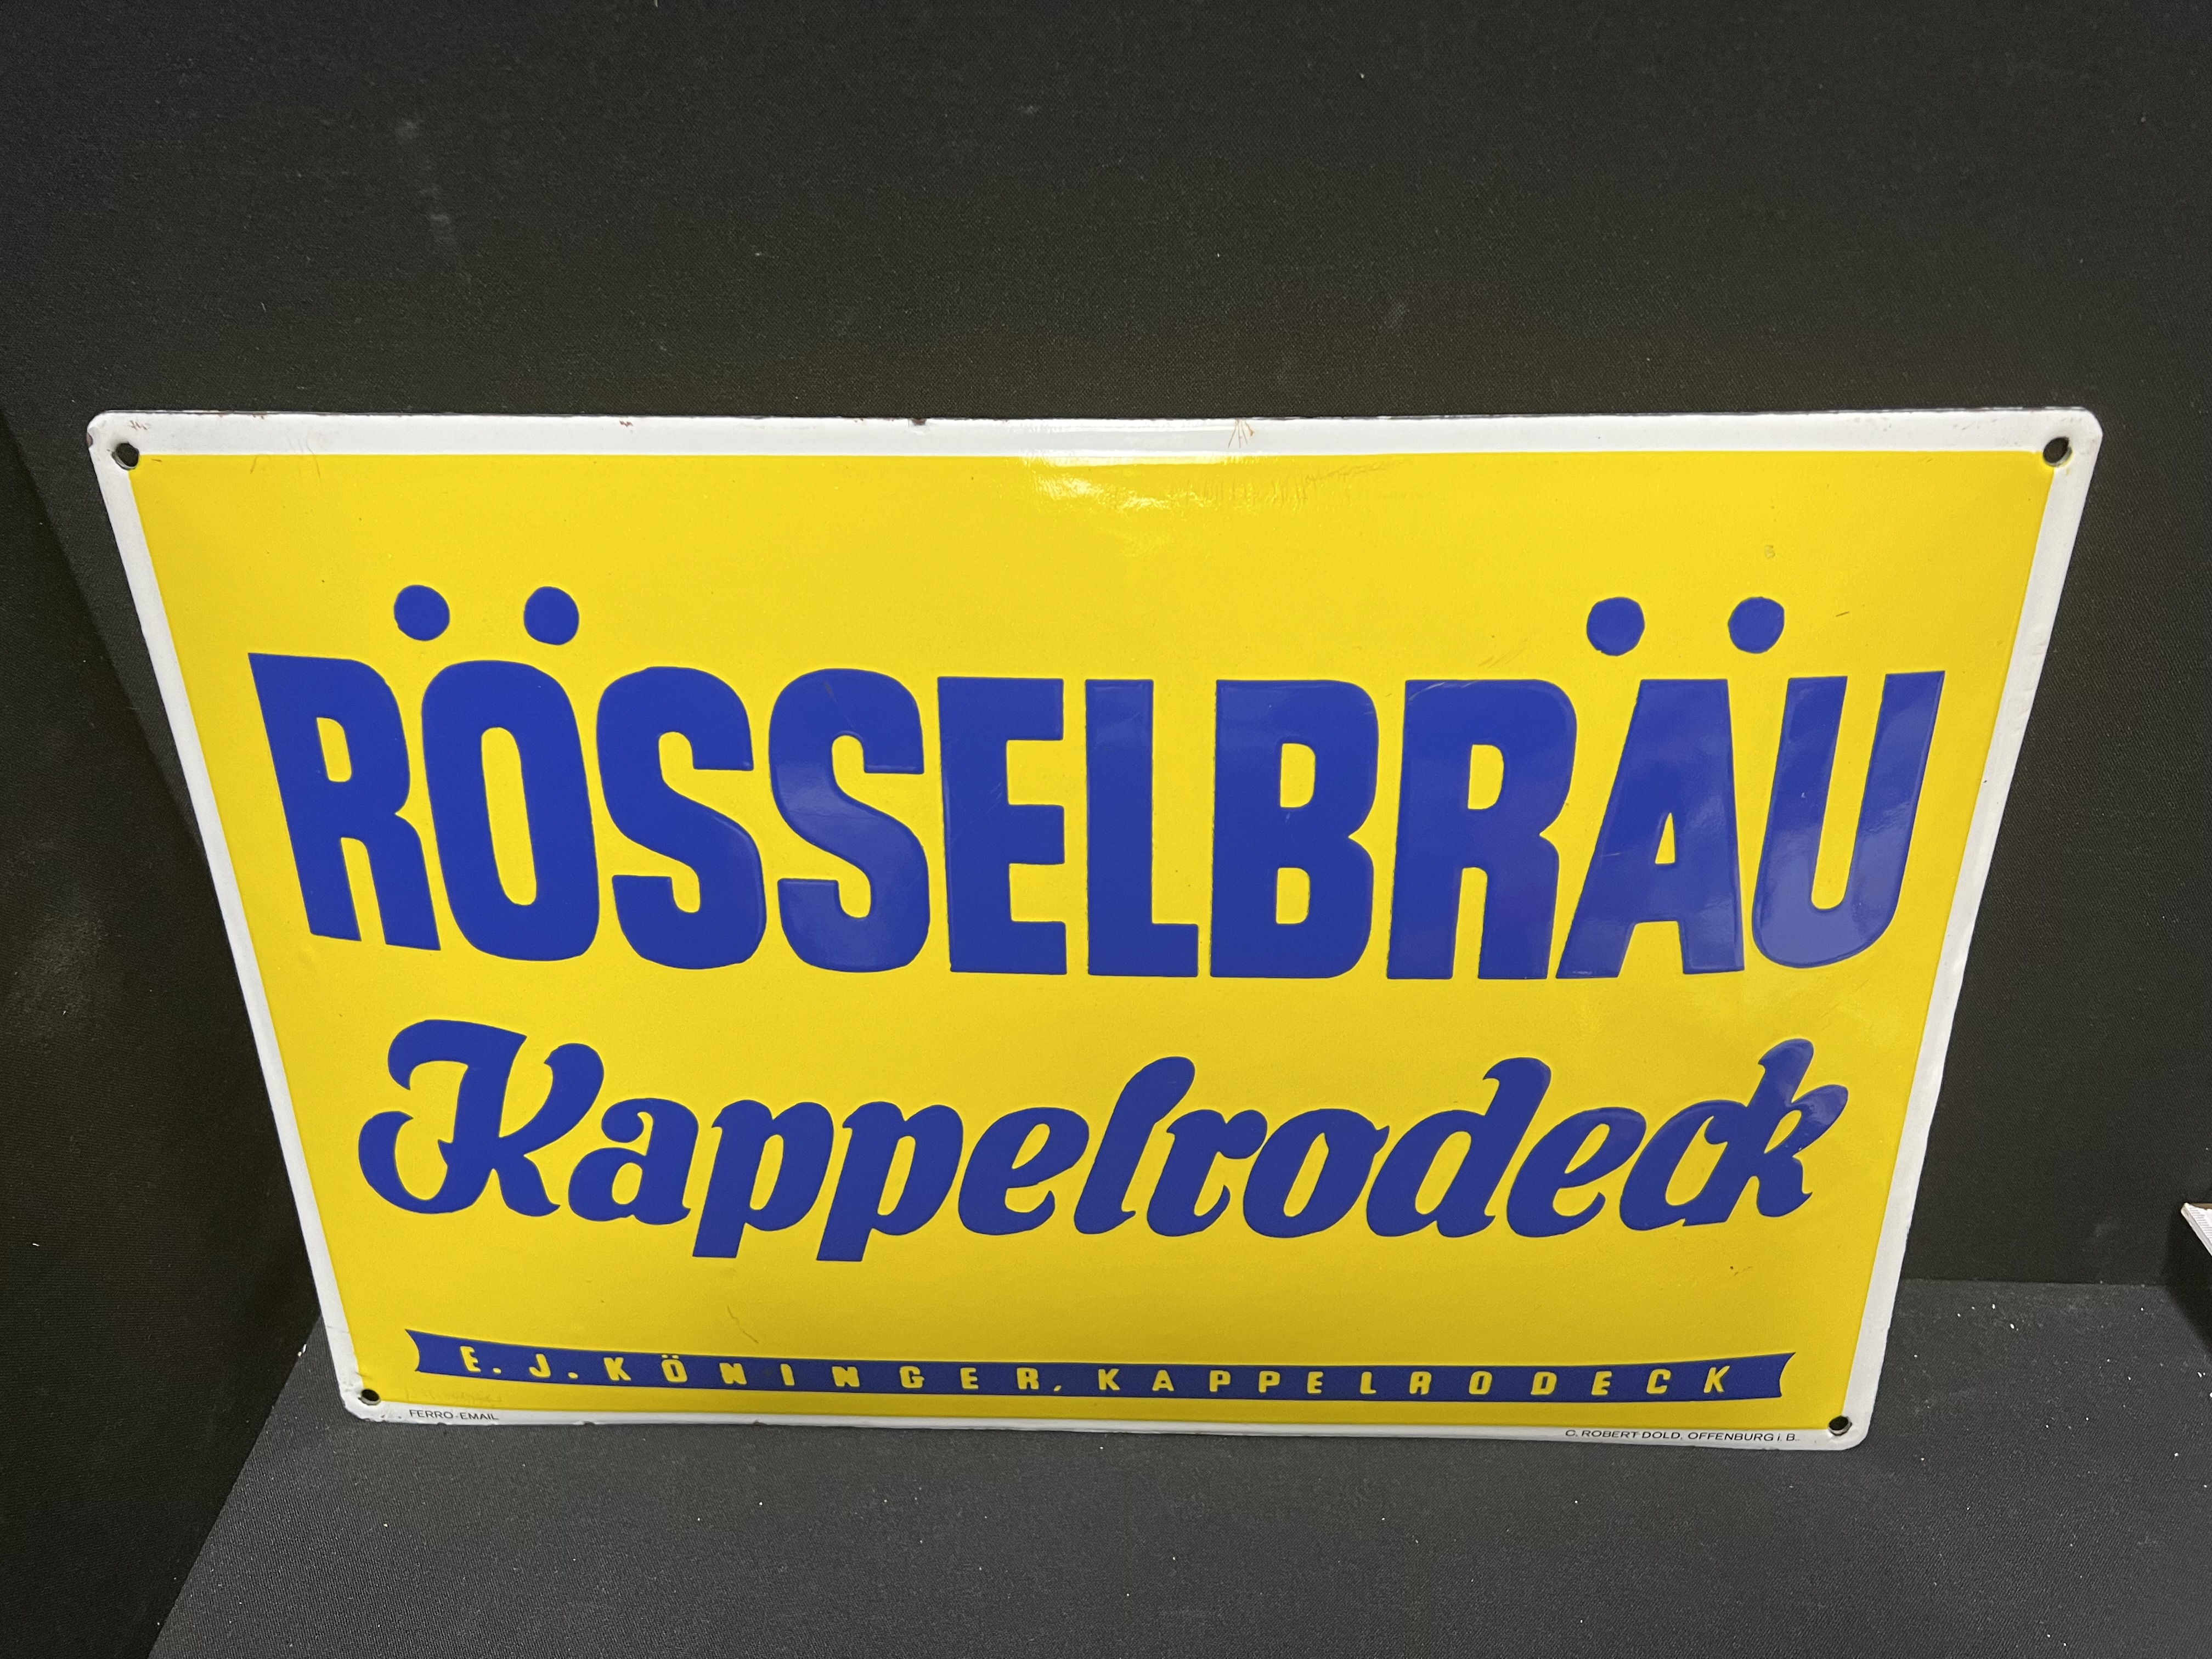 RÖSSELBRÄU
Kappelrodeck
E. J. KÖNINGER, KAPPELRODECK
FERRO-EMAIL
C. ROBERT DOLD, OFFENBURG i. B.